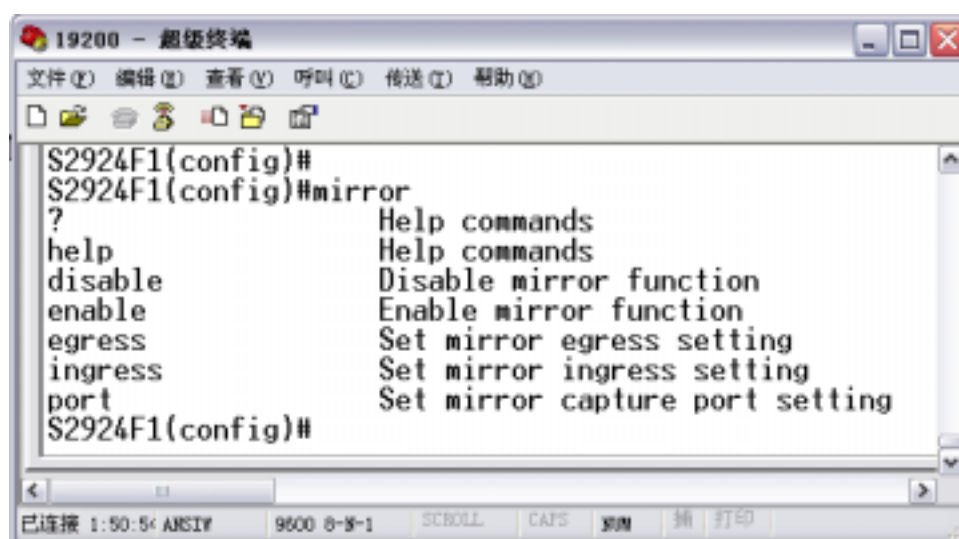 19200 - 超级终端
文件(F) 编辑(E) 查看(V) 呼叫(C) 传送(T) 帮助(H)
S2924F1(config)#
S2924F1(config)#mirror
? Help commands
help Help commands
disable Disable mirror function
enable Enable mirror function
egress Set mirror egress setting
ingress Set mirror ingress setting
port Set mirror capture port setting
S2924F1(config)#
已连接 1:50:54 ANSIW 9600 8-N-1 SCROLL CAPS NUM 捕 打印